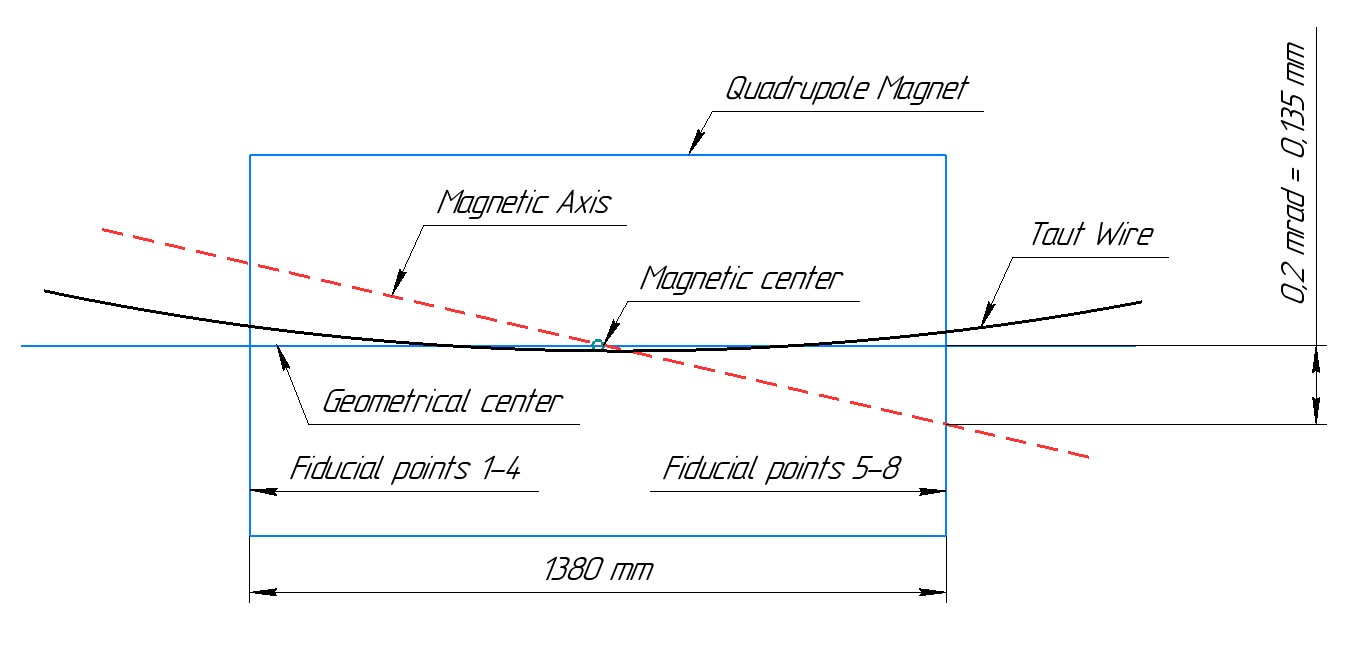 Quadrupole Magnet
0,2 mrad = 0,135 mm
Magnetic Axis
Taut Wire
Magnetic center
Geometrical center
Fiducial points 1-4
Fiducial points 5-8
1380 mm